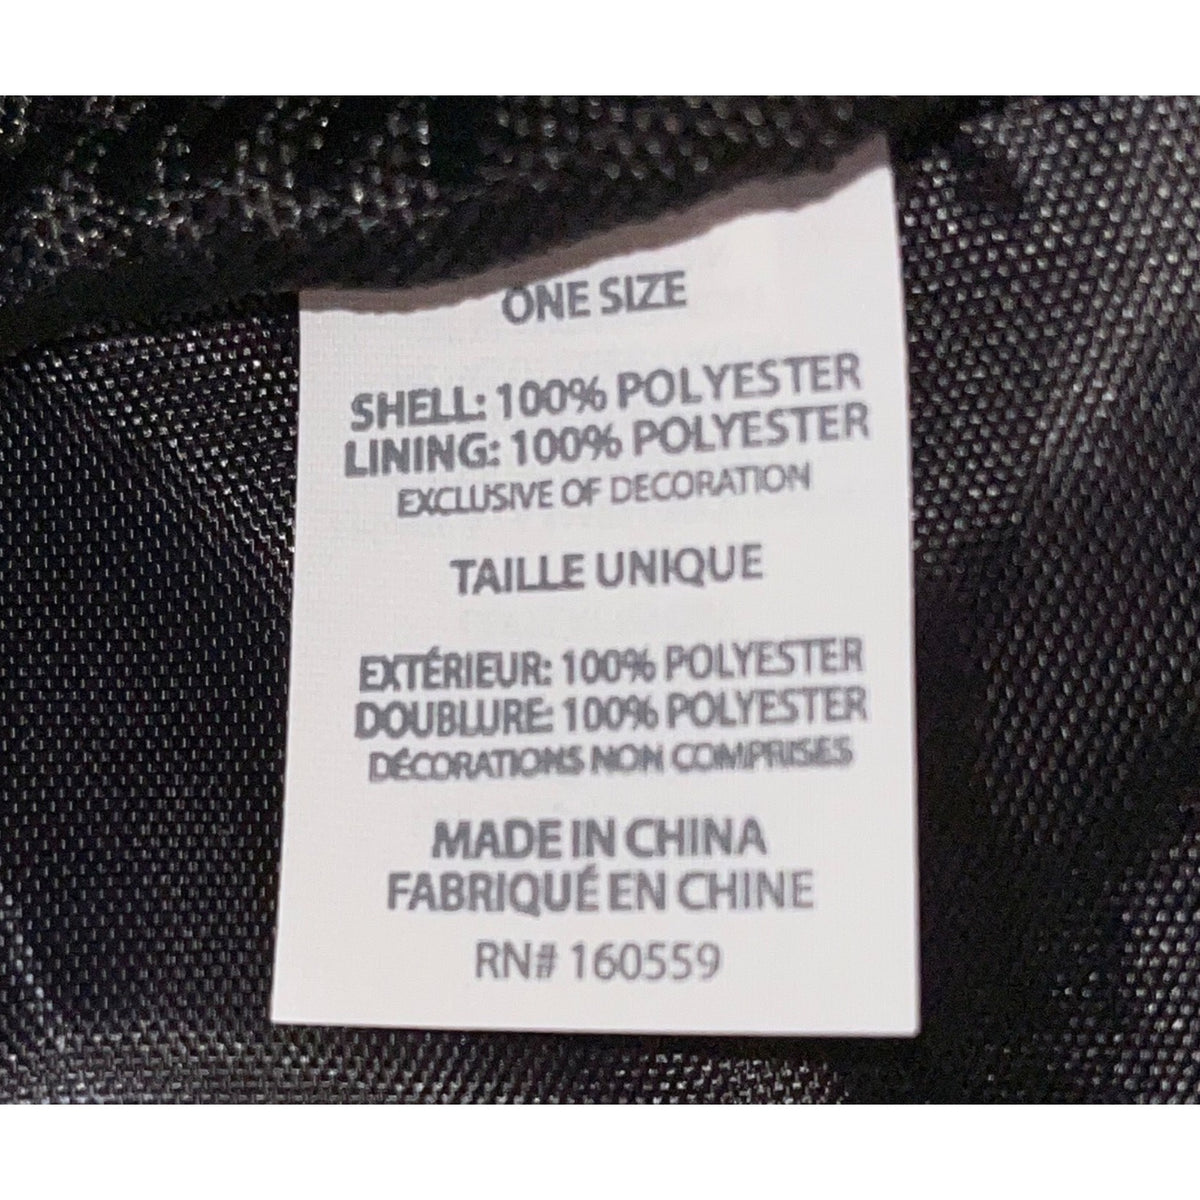 ONE SIZE
SHELL: 100% POLYESTER
LINING: 100% POLYESTER
EXCLUSIVE OF DECORATION
TAILLE UNIQUE
EXTÉRIEUR: 100% POLYESTER
DOUBLURE: 100% POLYESTER
DÉCORATIONS NON COMPRISES
MADE IN CHINA
FABRIQUÉ EN CHINE
RN# 160559